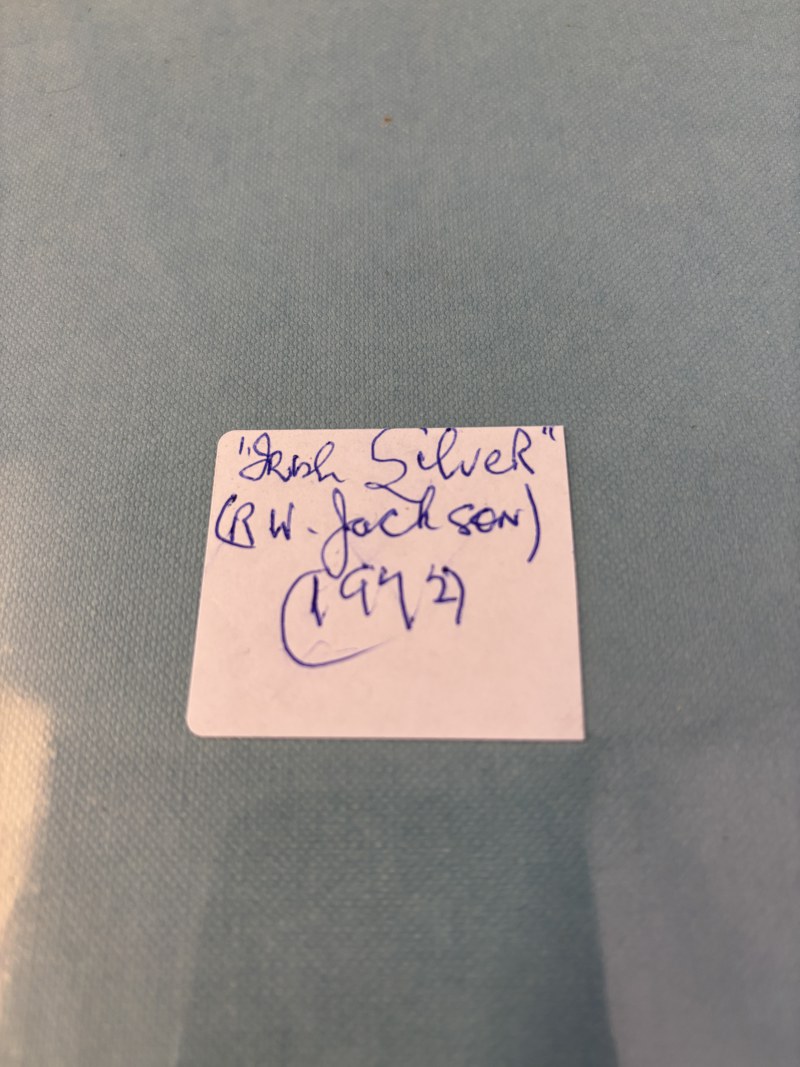 "Irish Silver"
(R W. Jackson)
(1972)